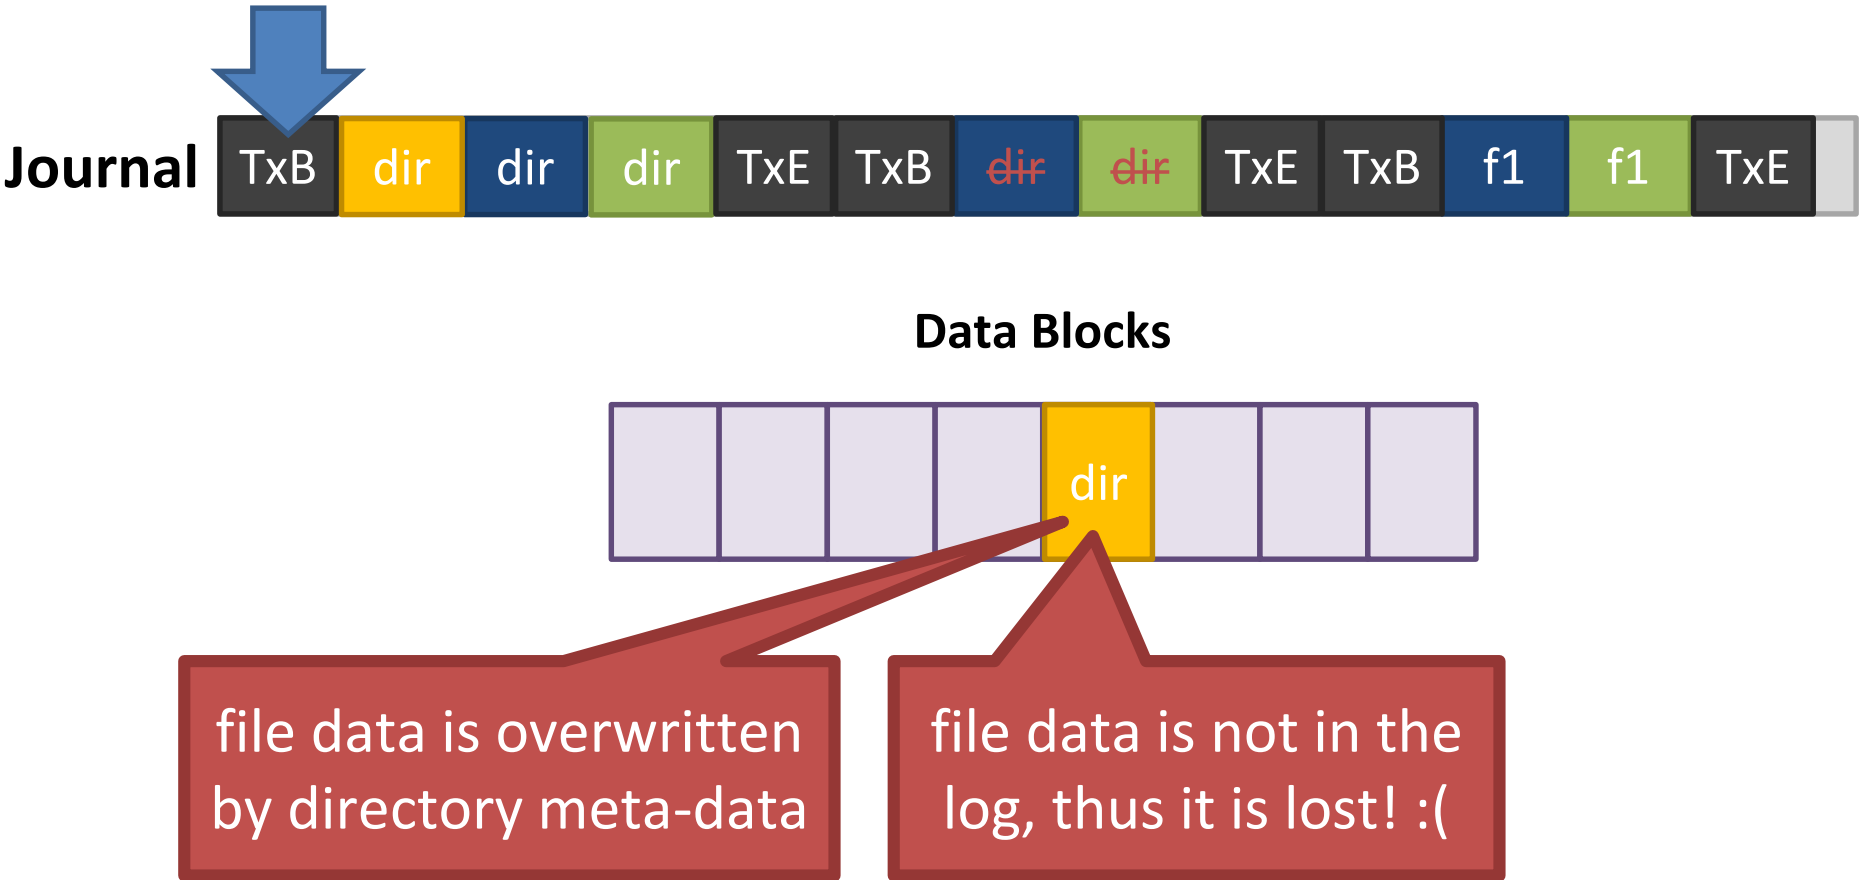 Journal TxB dir dir dir TxE TxB dir dir TxE TxB f1 f1 TxE
Data Blocks
dir
file data is overwritten
by directory meta-data
file data is not in the
log, thus it is lost! :(